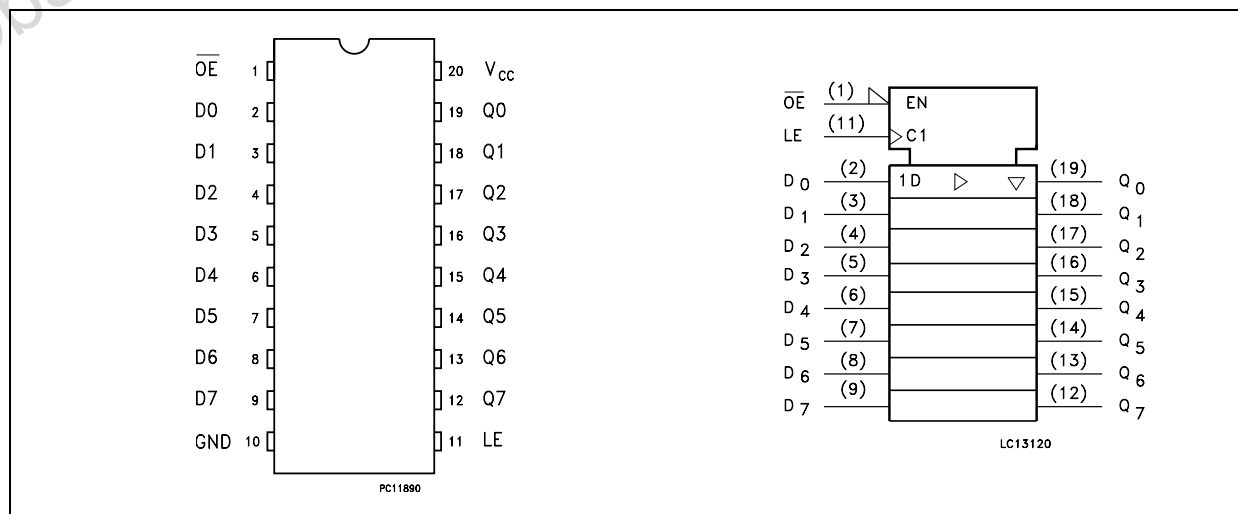 OE 1 20 VCC
D0 2 19 Q0
D1 3 18 Q1
D2 4 17 Q2
D3 5 16 Q3
D4 6 15 Q4
D5 7 14 Q5
D6 8 13 Q6
D7 9 12 Q7
GND 10 11 LE
PC11890
OE (1) EN
LE (11) C1
D0 (2) 1D (19) Q0
D1 (3) (18) Q1
D2 (4) (17) Q2
D3 (5) (16) Q3
D4 (6) (15) Q4
D5 (7) (14) Q5
D6 (8) (13) Q6
D7 (9) (12) Q7
LC13120